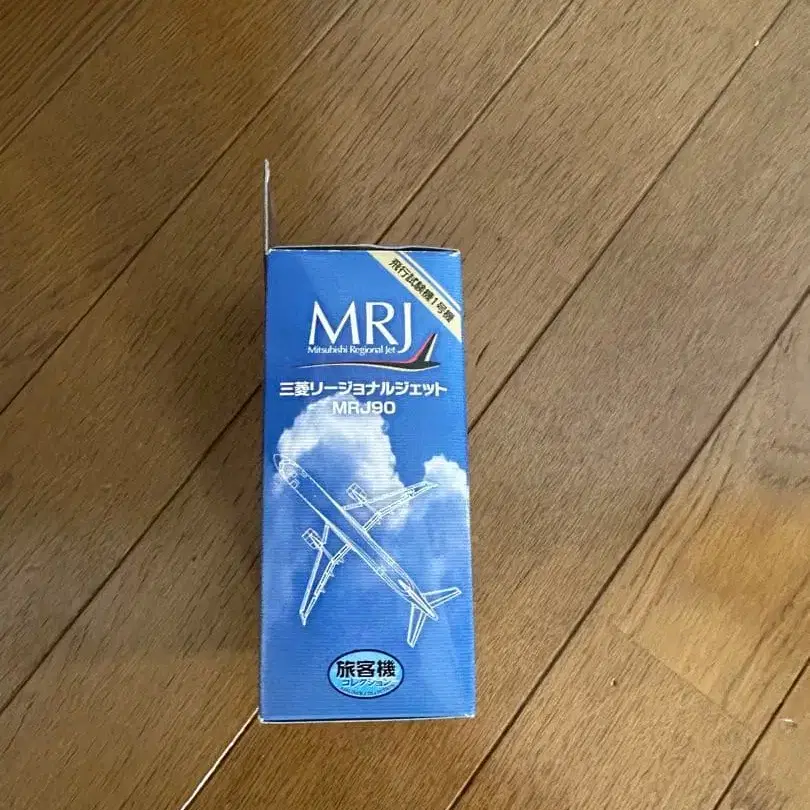 飛行試験機1号機
MRJ
Mitsubishi Regional Jet
三菱リージョナルジェット
MRJ90
旅客機
コレクション